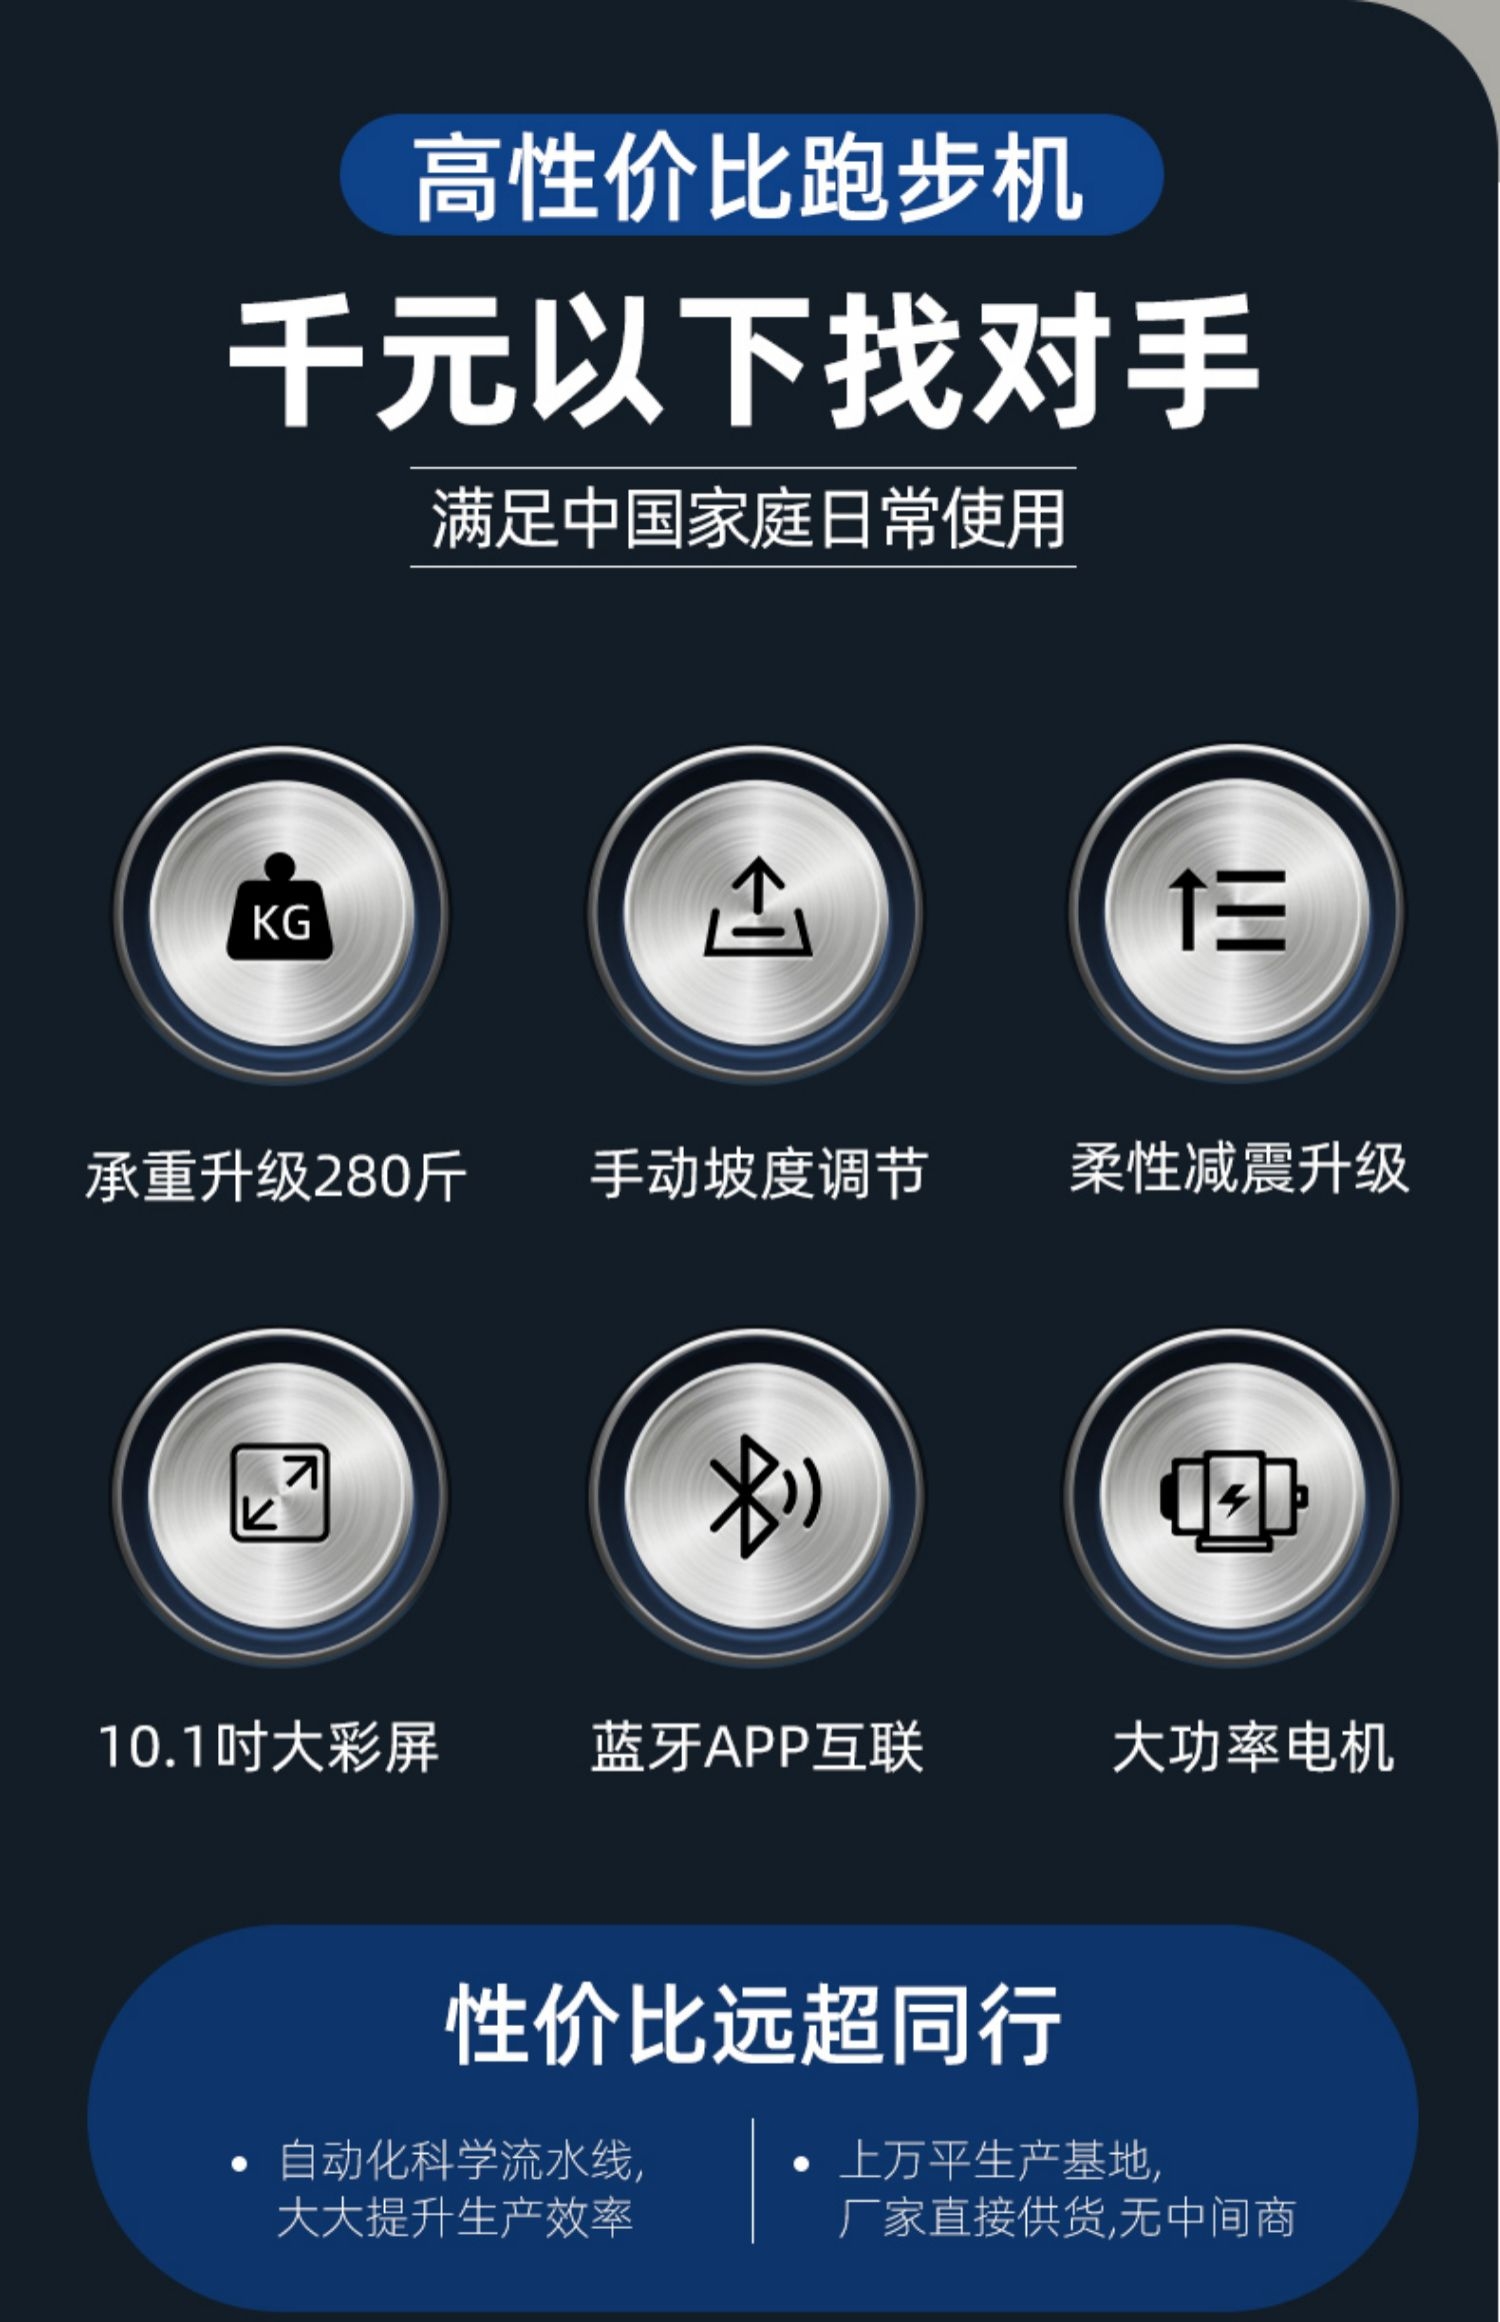 高性价比跑步机
千元以下找对手
满足中国家庭日常使用
KG
承重升级280斤
手动坡度调节
柔性减震升级
10.1吋大彩屏
蓝牙APP互联
大功率电机
性价比远超同行
自动化科学流水线,
大大提升生产效率
上万平生产基地,
厂家直接供货,无中间商